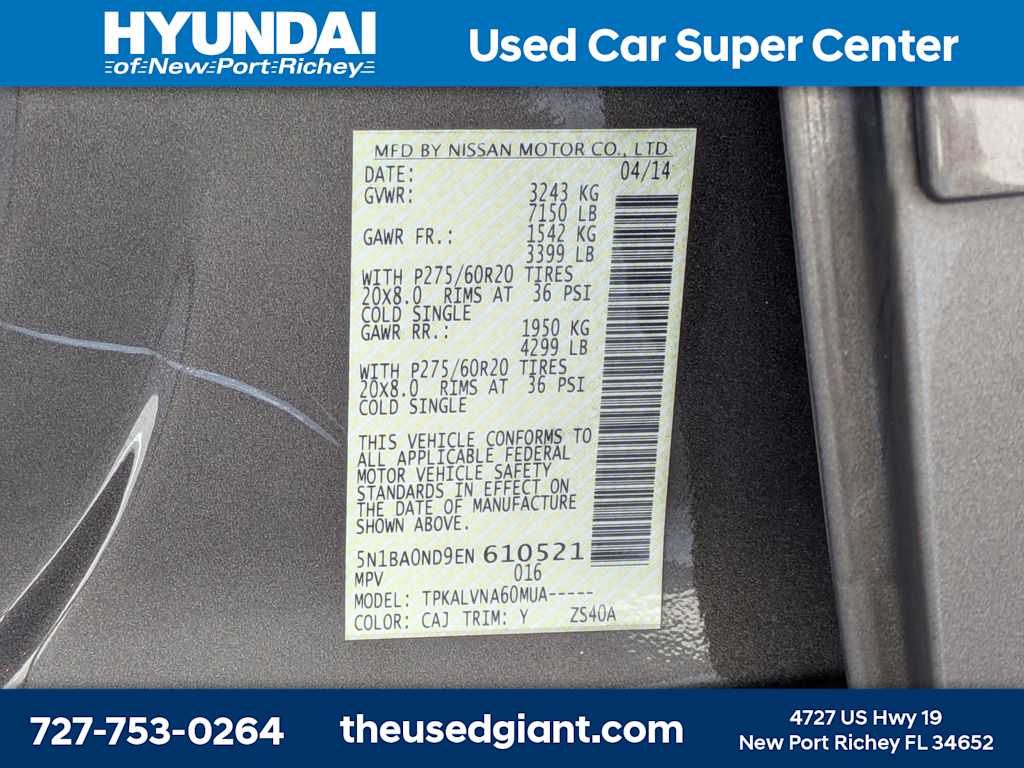 HYUNDAI
of New Port Richey
Used Car Super Center
MFD BY NISSAN MOTOR CO., LTD
DATE: 04/14
GVWR: 3243 KG
7150 LB
GAWR FR.: 1542 KG
3399 LB
WITH P275/60R20 TIRES
20X8.0 RIMS AT 36 PSI
COLD SINGLE
GAWR RR.: 1950 KG
4299 LB
WITH P275/60R20 TIRES
20X8.0 RIMS AT 36 PSI
COLD SINGLE
THIS VEHICLE CONFORMS TO
ALL APPLICABLE FEDERAL
MOTOR VEHICLE SAFETY
STANDARDS IN EFFECT ON
THE DATE OF MANUFACTURE
SHOWN ABOVE.
5N1BA0ND9EN 610521
MPV 016
MODEL: TPKALVNA60MUA-----
COLOR: CAJ TRIM: Y ZS40A
727-753-0264
theusedgiant.com
4727 US Hwy 19
New Port Richey FL 34652